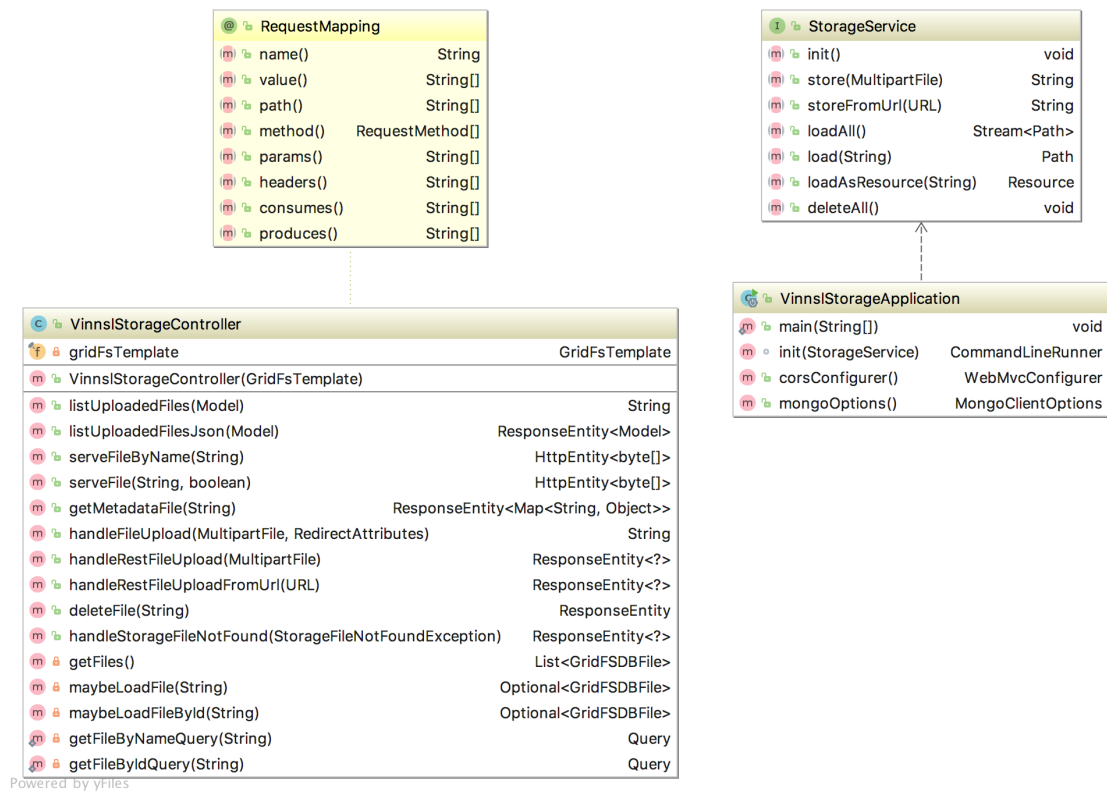 @ RequestMapping
m name() String
m value() String[]
m path() String[]
m method() RequestMethod[]
m params() String[]
m headers() String[]
m consumes() String[]
m produces() String[]
I StorageService
m init() void
m store(MultipartFile) String
m storeFromUrl(URL) String
m loadAll() Stream<Path>
m load(String) Path
m loadAsResource(String) Resource
m deleteAll() void
C VinnslStorageApplication
m main(String[]) void
m init(StorageService) CommandLineRunner
m corsConfigurer() WebMvcConfigurer
m mongoOptions() MongoClientOptions
C VinnslStorageController
f gridFsTemplate GridFsTemplate
m VinnslStorageController(GridFsTemplate)
m listUploadedFiles(Model) String
m listUploadedFilesJson(Model) ResponseEntity<Model>
m serveFileByName(String) HttpEntity<byte[]>
m serveFile(String, boolean) HttpEntity<byte[]>
m getMetadataFile(String) ResponseEntity<Map<String, Object>>
m handleFileUpload(MultipartFile, RedirectAttributes) String
m handleRestFileUpload(MultipartFile) ResponseEntity<?>
m handleRestFileUploadFromUrl(URL) ResponseEntity<?>
m deleteFile(String) ResponseEntity
m handleStorageFileNotFound(StorageFileNotFoundException) ResponseEntity<?>
m getFiles() List<GridFSDBFile>
m maybeLoadFile(String) Optional<GridFSDBFile>
m maybeLoadFileById(String) Optional<GridFSDBFile>
m getFileByNameQuery(String) Query
m getFileByIdQuery(String) Query
Powered by yFiles